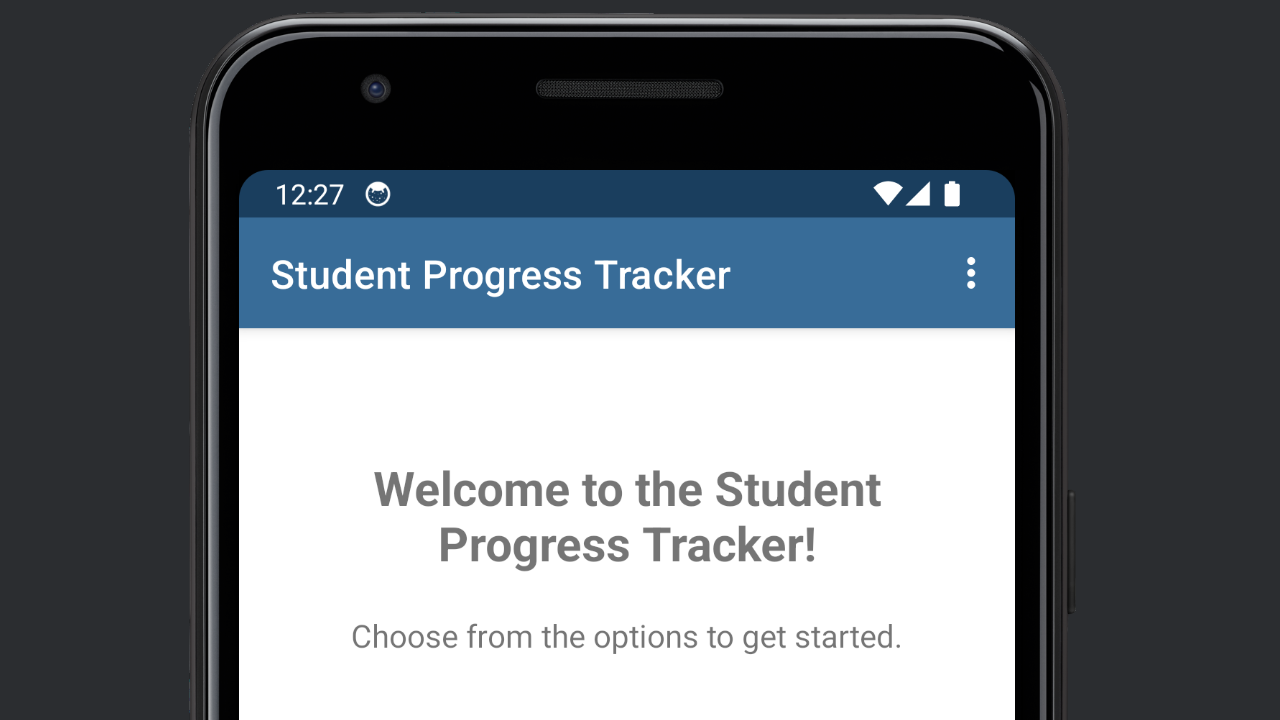 12:27
Student Progress Tracker
Welcome to the Student
Progress Tracker!
Choose from the options to get started.